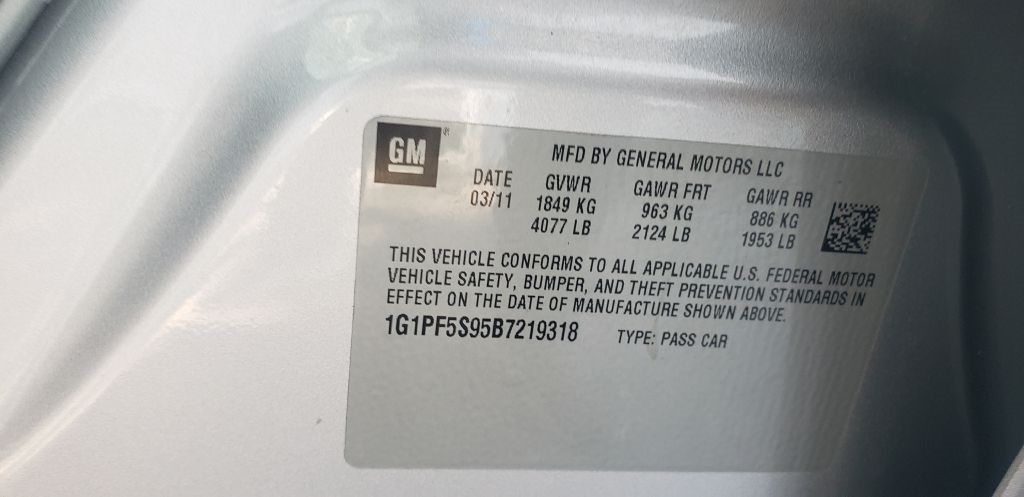 GM®
MFD BY GENERAL MOTORS LLC
DATE GVWR GAWR FRT GAWR RR
03/11 1849 KG 963 KG 886 KG
4077 LB 2124 LB 1953 LB
THIS VEHICLE CONFORMS TO ALL APPLICABLE U.S. FEDERAL MOTOR
VEHICLE SAFETY, BUMPER, AND THEFT PREVENTION STANDARDS IN
EFFECT ON THE DATE OF MANUFACTURE SHOWN ABOVE.
1G1PF5S95B7219318 TYPE: PASS CAR